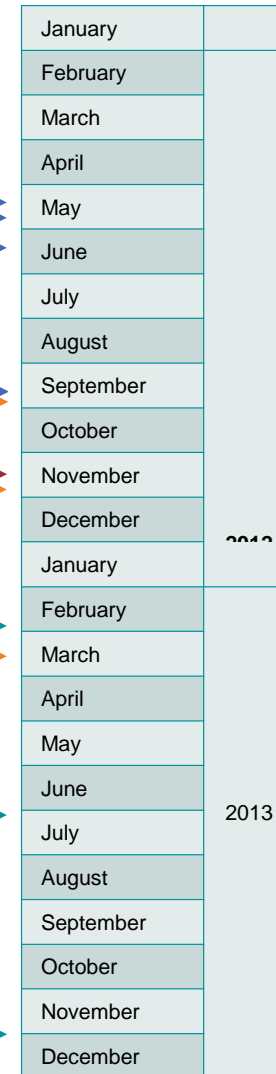 January
February
March
April
May
June
July
August
September
October
November
December
January
February
March
April
May
June
2013
July
August
September
October
November
December